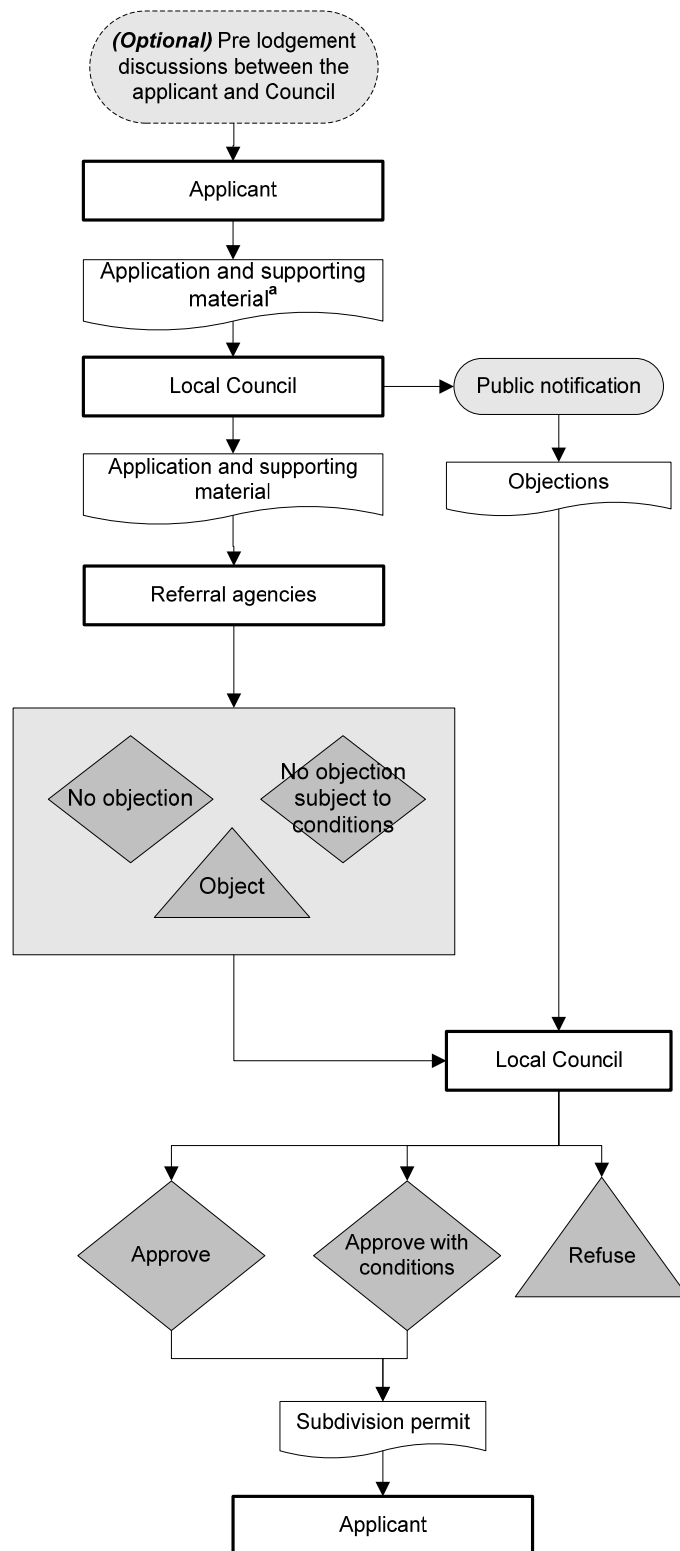 (Optional) Pre lodgement
discussions between the
applicant and Council
Applicant
Application and supporting
materialª
Local Council
Public notification
Application and supporting
material
Objections
Referral agencies
No objection
No objection
subject to
conditions
Object
Local Council
Approve
Approve with
conditions
Refuse
Subdivision permit
Applicant